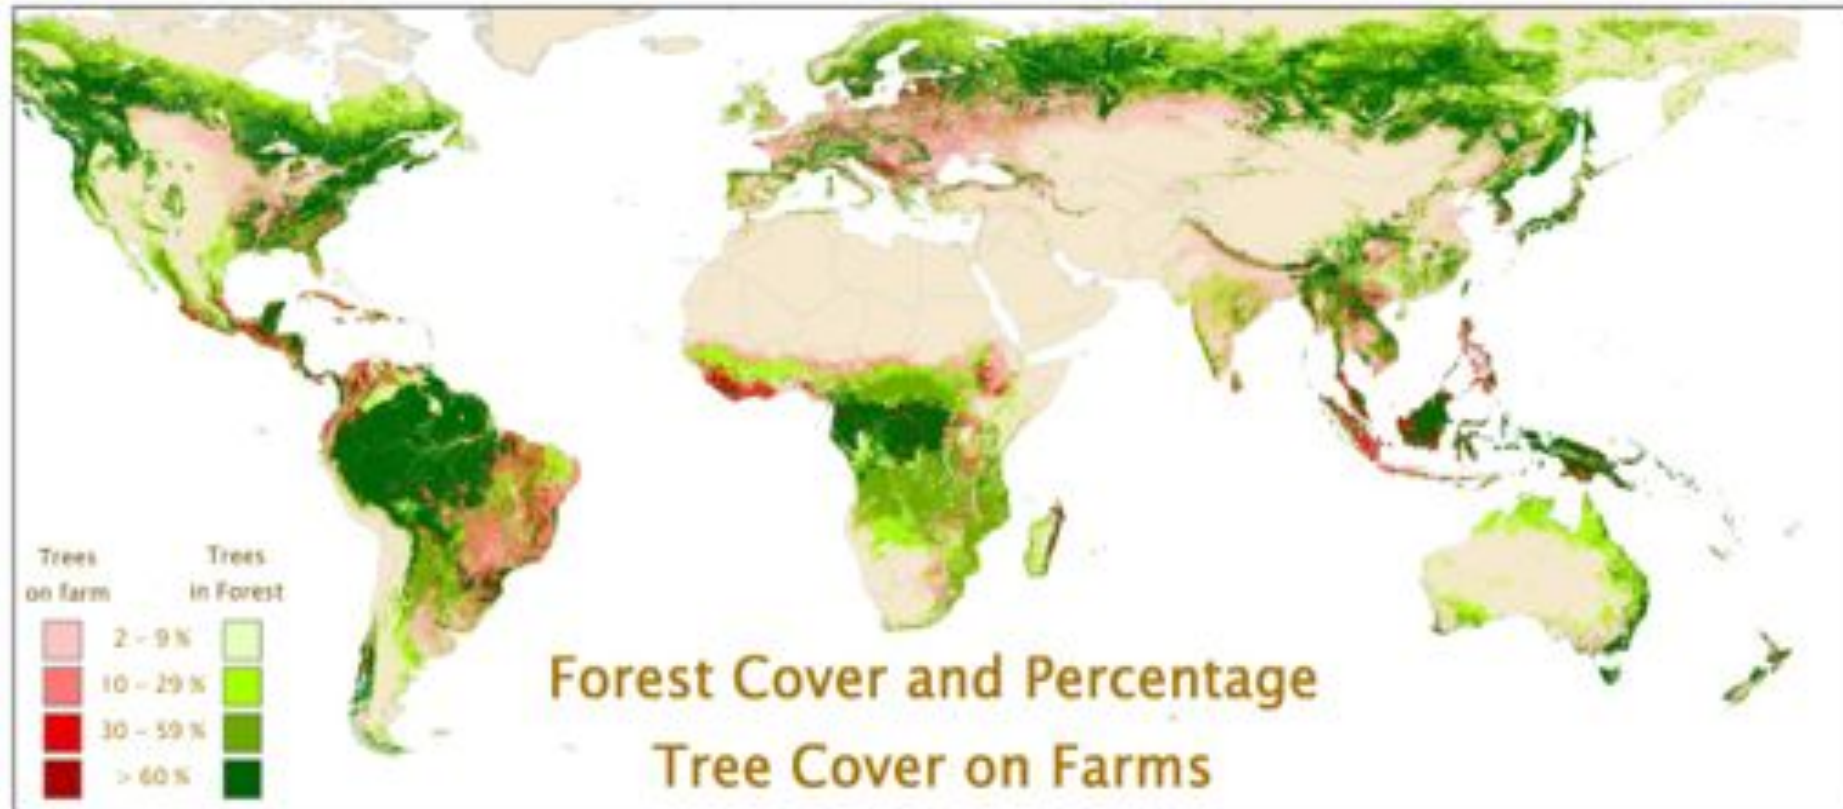 Trees Trees
on farm in Forest
2 - 9 %
10 - 29 %
30 - 59 %
> 60 %
Forest Cover and Percentage
Tree Cover on Farms